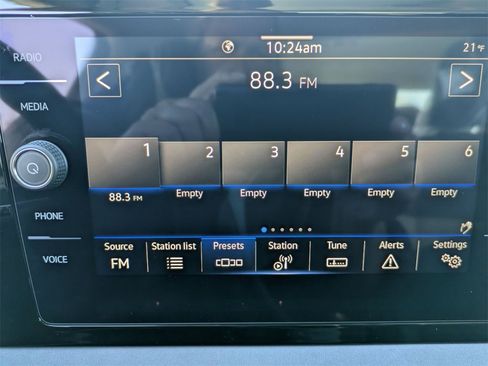 10:24am
21°F
RADIO
88.3 FM
MEDIA
1 2 3 4 5 6
88.3 FM Empty Empty Empty Empty Empty
PHONE
VOICE
Source Station list Presets Station Tune Alerts Settings
FM